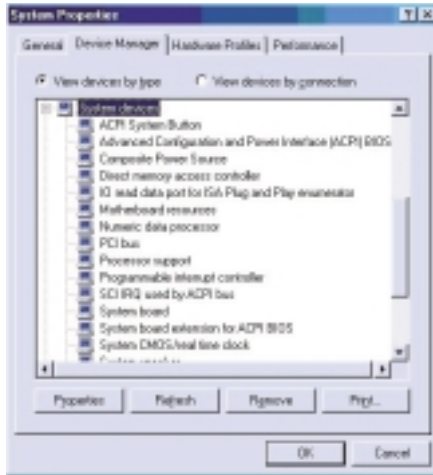 System Properties
General Device Manager Hardware Profiles Performance
View devices by type View devices by connection
System devices
ACPI System Button
Advanced Configuration and Power Interface (ACPI) BIOS
Composite Power Source
Direct memory access controller
IO read data port for ISA Plug and Play enumerator
Motherboard resources
Numeric data processor
PCI bus
Processor support
Programmable interrupt controller
SCI IRQ used by ACPI bus
System board
System board extension for ACPI BIOS
System CMOS/real time clock
System speaker
Properties Refresh Remove Print...
OK Cancel